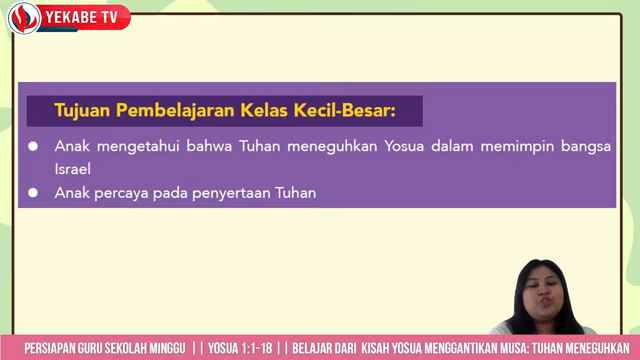 YEKABE TV
Tujuan Pembelajaran Kelas Kecil-Besar:
Anak mengetahui bahwa Tuhan meneguhkan Yosua dalam memimpin bangsa
Israel
Anak percaya pada penyertaan Tuhan
PERSIAPAN GURU SEKOLAH MINGGU || YOSUA 1:1-18 || BELAJAR DARI KISAH YOSUA MENGGANTIKAN MUSA: TUHAN MENEGUHKAN